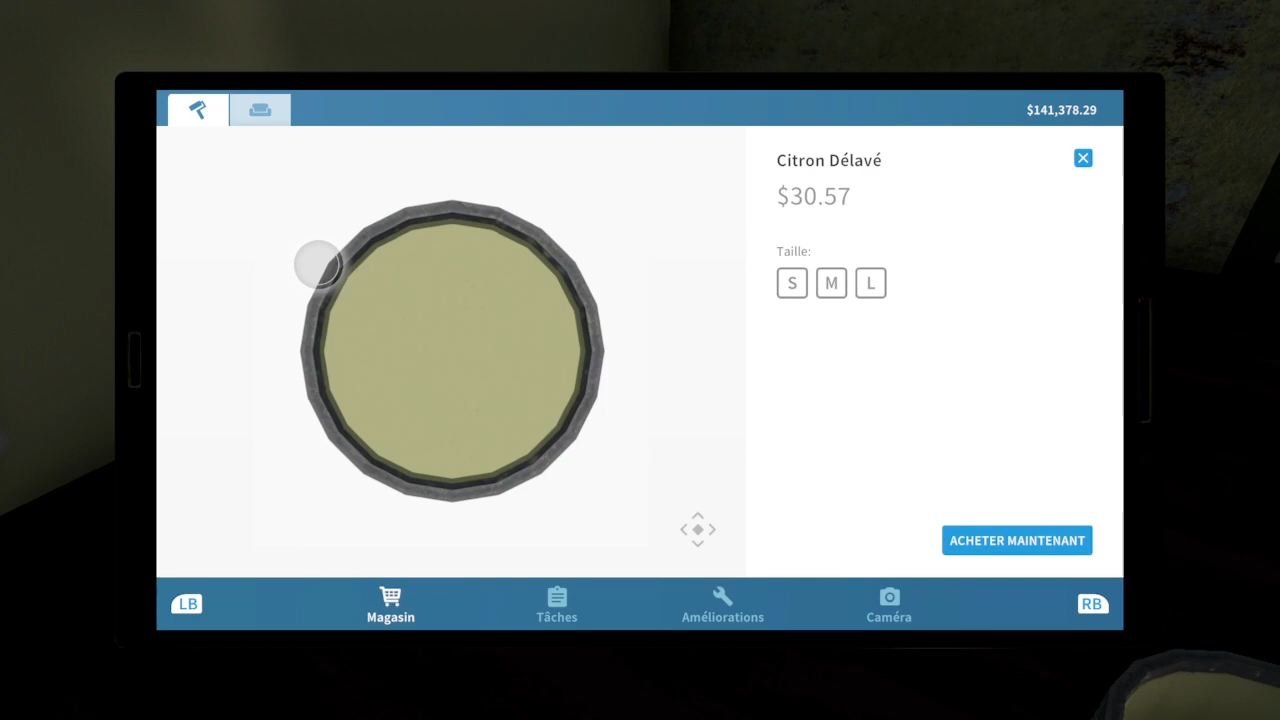 $141,378.29
Citron Délavé
$30.57
Taille:
S M L
ACHETER MAINTENANT
LB
Magasin
Tâches
Améliorations
Caméra
RB